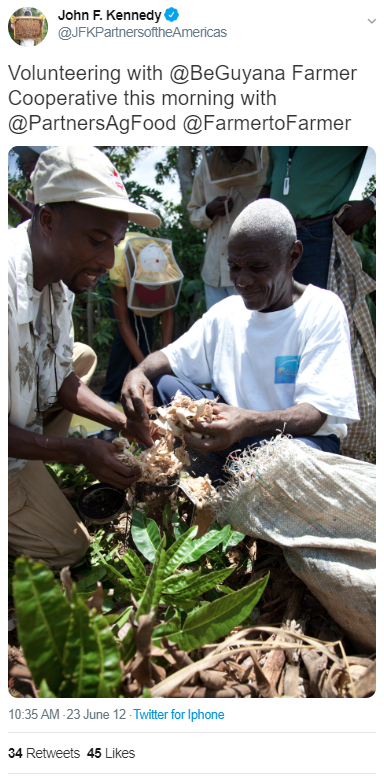 John F. Kennedy
@JFKPartnersoftheAmericas
Volunteering with @BeGuyana Farmer
Cooperative this morning with
@PartnersAgFood @FarmertoFarmer
10:35 AM · 23 June 12 · Twitter for Iphone
34 Retweets 45 Likes